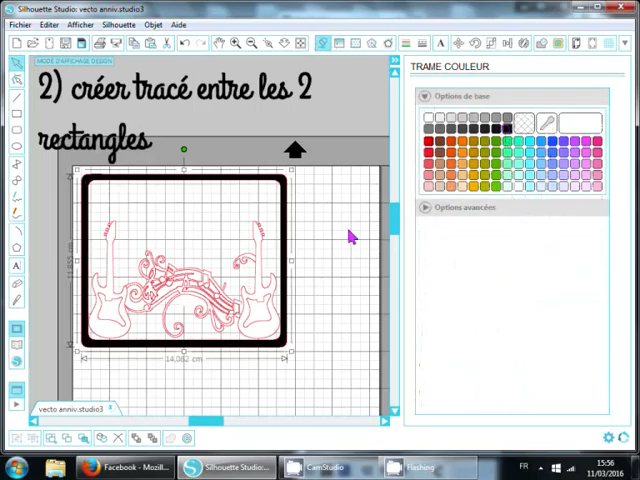 Silhouette Studio: vecto anniv.studio3
Fichier Editer Afficher Silhouette Objet Aide
MODE D'AFFICHAGE DESIGN
2) créer tracé entre les 2
rectangles
TRAME COULEUR
Options de base
Options avancées
14,002 cm
vecto anniv.studio3 x
Facebook - Mozil...
Silhouette Studio:...
CamStudio
Flashing
FR
15:56
11/03/2016